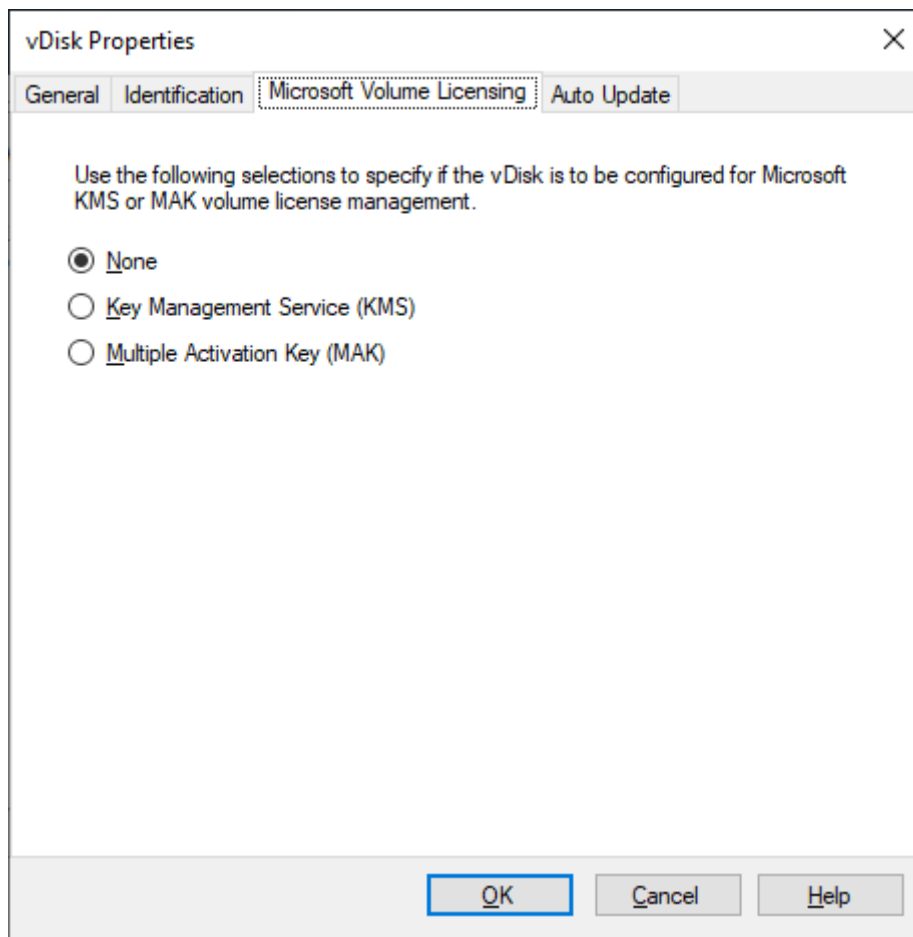 vDisk Properties
General Identification Microsoft Volume Licensing Auto Update
Use the following selections to specify if the vDisk is to be configured for Microsoft
KMS or MAK volume license management.
None
Key Management Service (KMS)
Multiple Activation Key (MAK)
OK Cancel Help